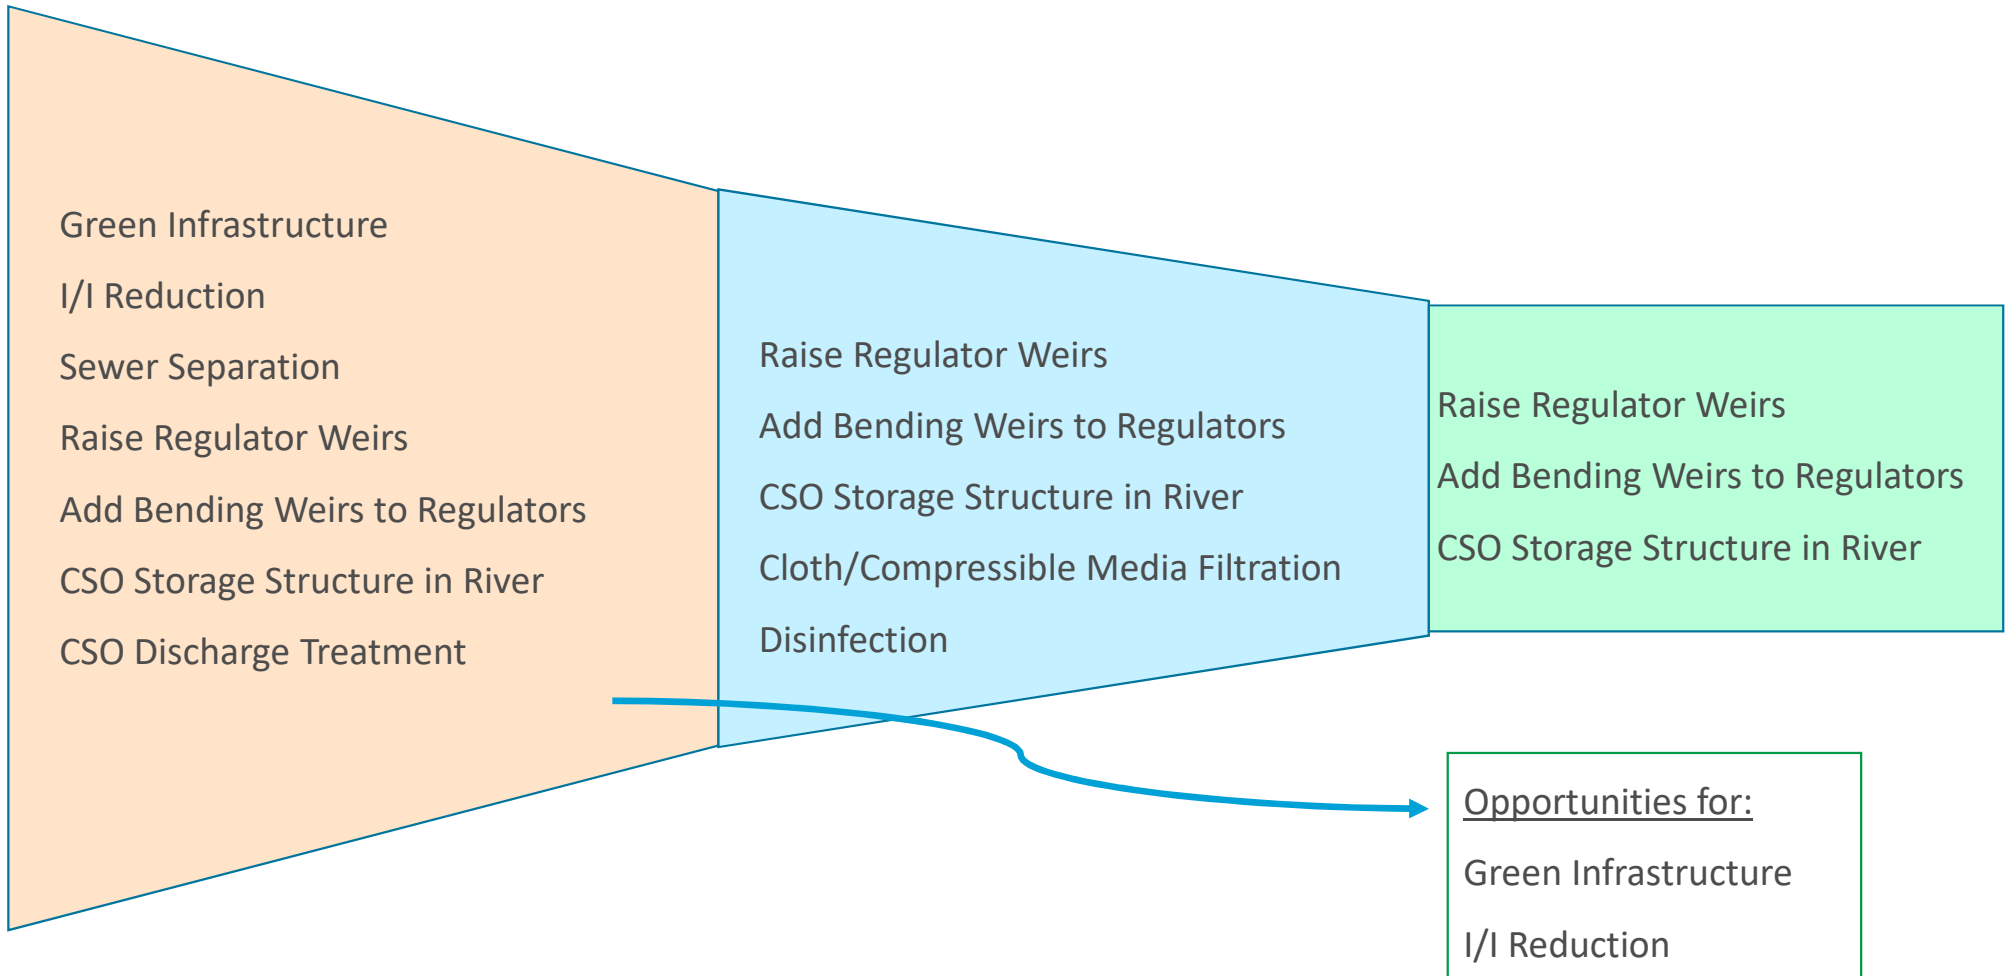 Green Infrastructure
I/I Reduction
Sewer Separation
Raise Regulator Weirs
Add Bending Weirs to Regulators
CSO Storage Structure in River
CSO Discharge Treatment
Raise Regulator Weirs
Add Bending Weirs to Regulators
CSO Storage Structure in River
Cloth/Compressible Media Filtration
Disinfection
Raise Regulator Weirs
Add Bending Weirs to Regulators
CSO Storage Structure in River
Opportunities for:
Green Infrastructure
I/I Reduction